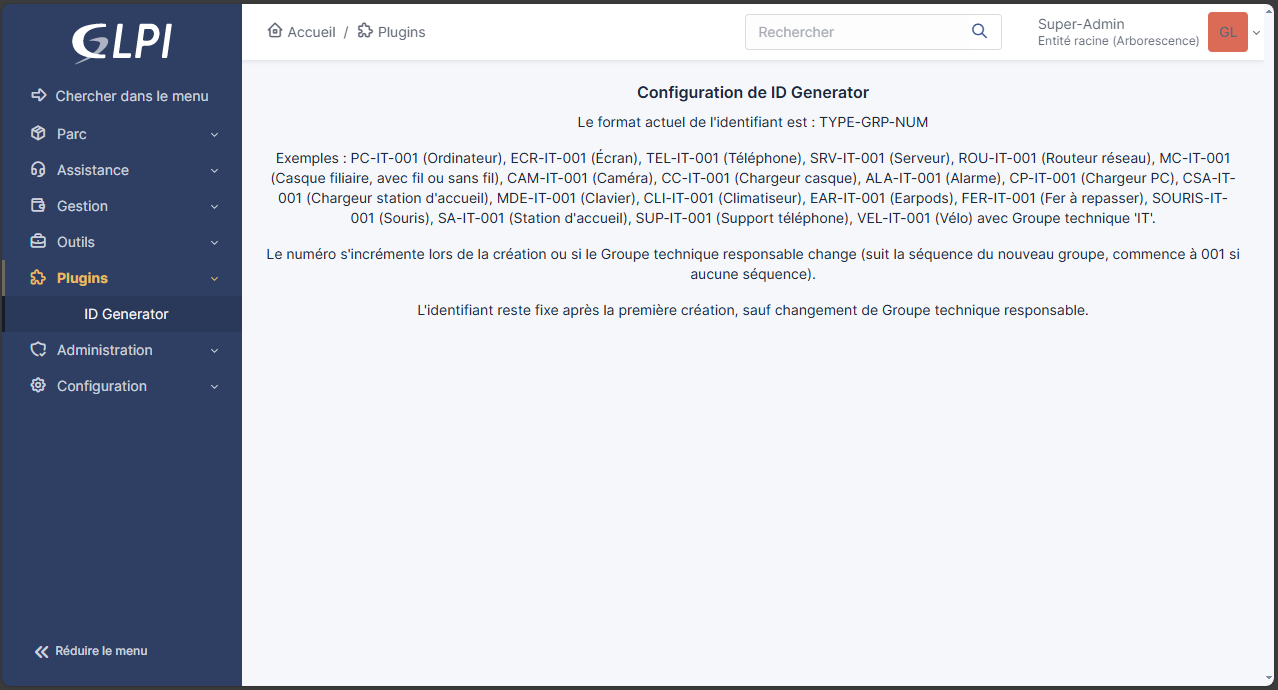 GLPI
Chercher dans le menu
Parc
Assistance
Gestion
Outils
Plugins
ID Generator
Administration
Configuration
Réduire le menu
Accueil / Plugins
Rechercher
Super-Admin
Entité racine (Arborescence)
GL
Configuration de ID Generator
Le format actuel de l'identifiant est : TYPE-GRP-NUM
Exemples : PC-IT-001 (Ordinateur), ECR-IT-001 (Écran), TEL-IT-001 (Téléphone), SRV-IT-001 (Serveur), ROU-IT-001 (Routeur réseau), MC-IT-001
(Casque filiaire, avec fil ou sans fil), CAM-IT-001 (Caméra), CC-IT-001 (Chargeur casque), ALA-IT-001 (Alarme), CP-IT-001 (Chargeur PC), CSA-IT-
001 (Chargeur station d'accueil), MDE-IT-001 (Clavier), CLI-IT-001 (Climatiseur), EAR-IT-001 (Earpods), FER-IT-001 (Fer à repasser), SOURIS-IT-
001 (Souris), SA-IT-001 (Station d'accueil), SUP-IT-001 (Support téléphone), VEL-IT-001 (Vélo) avec Groupe technique 'IT'.
Le numéro s'incrémente lors de la création ou si le Groupe technique responsable change (suit la séquence du nouveau groupe, commence à 001 si
aucune séquence).
L'identifiant reste fixe après la première création, sauf changement de Groupe technique responsable.